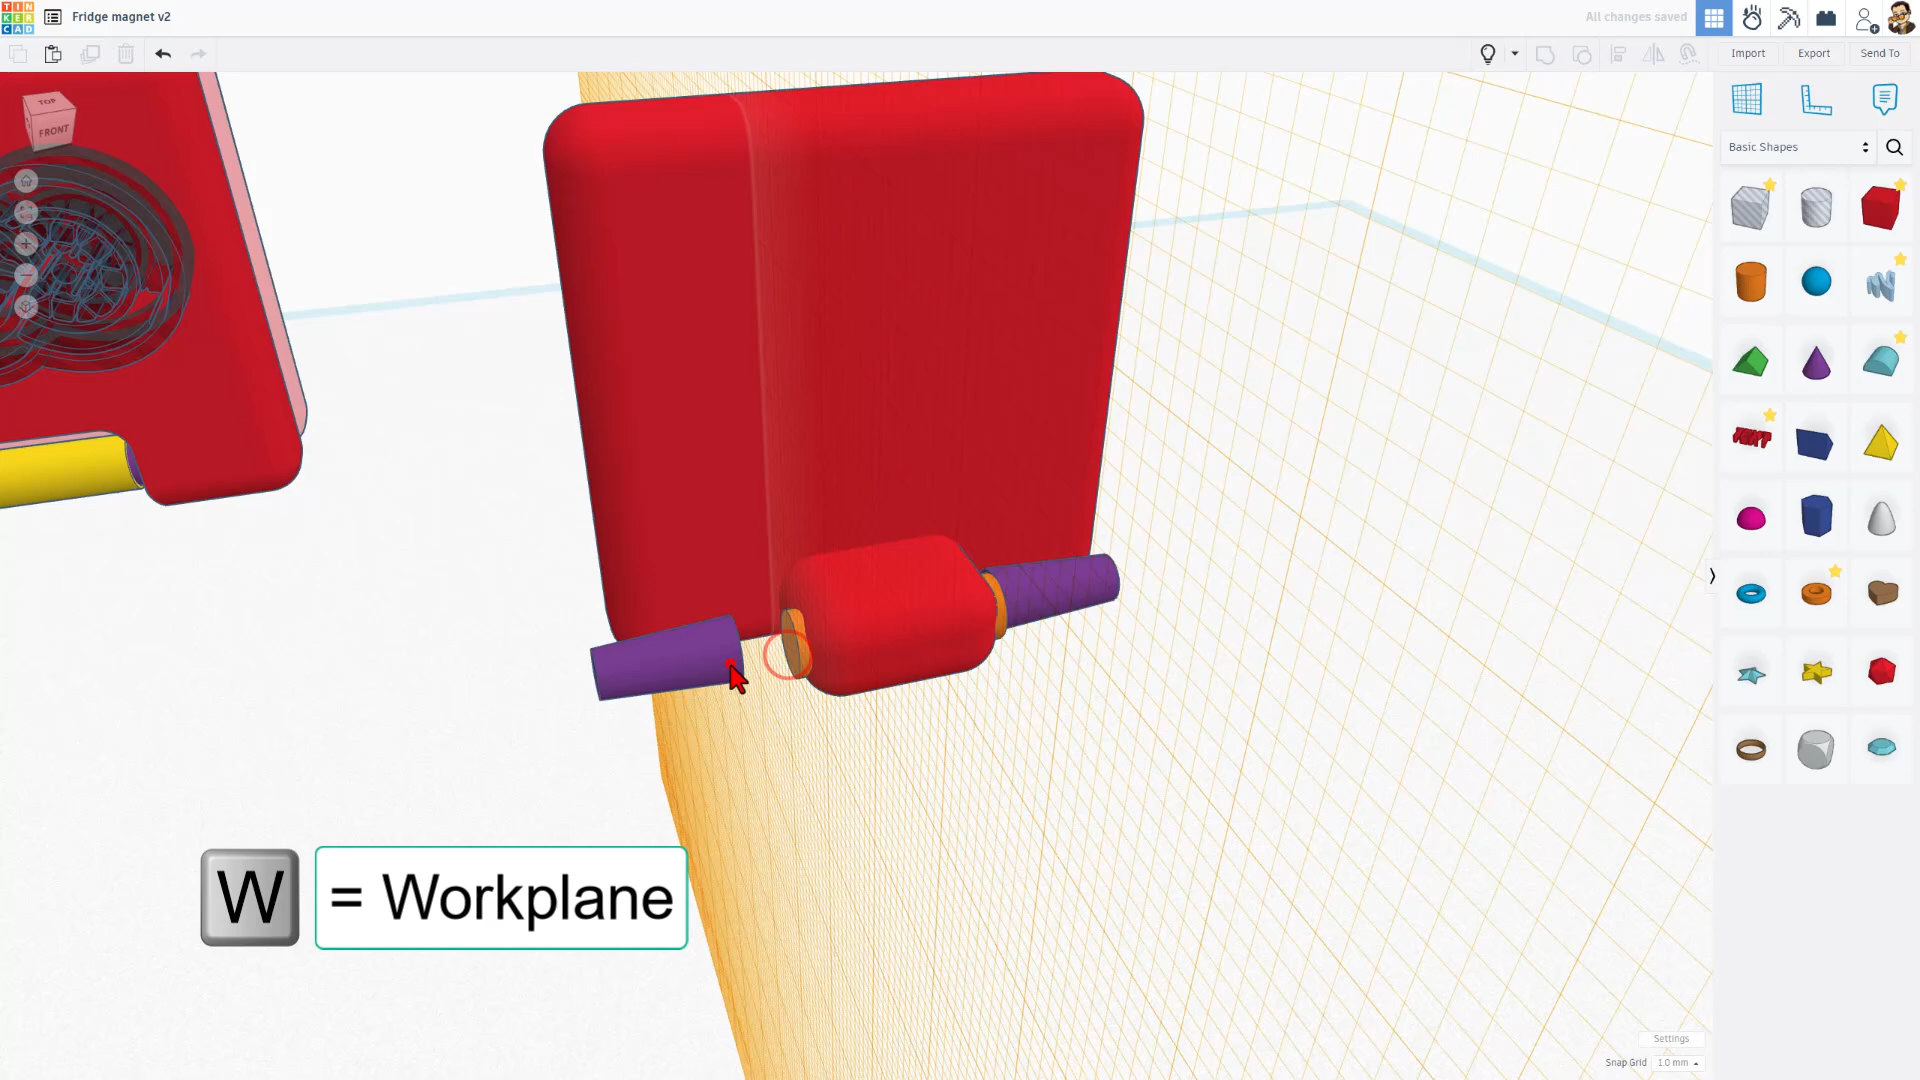 TIN
KER
CAD
Fridge magnet v2
All changes saved
Import
Export
Send To
TOP
FRONT
Basic Shapes
TEXT
W
= Workplane
Settings
Snap Grid
1.0 mm